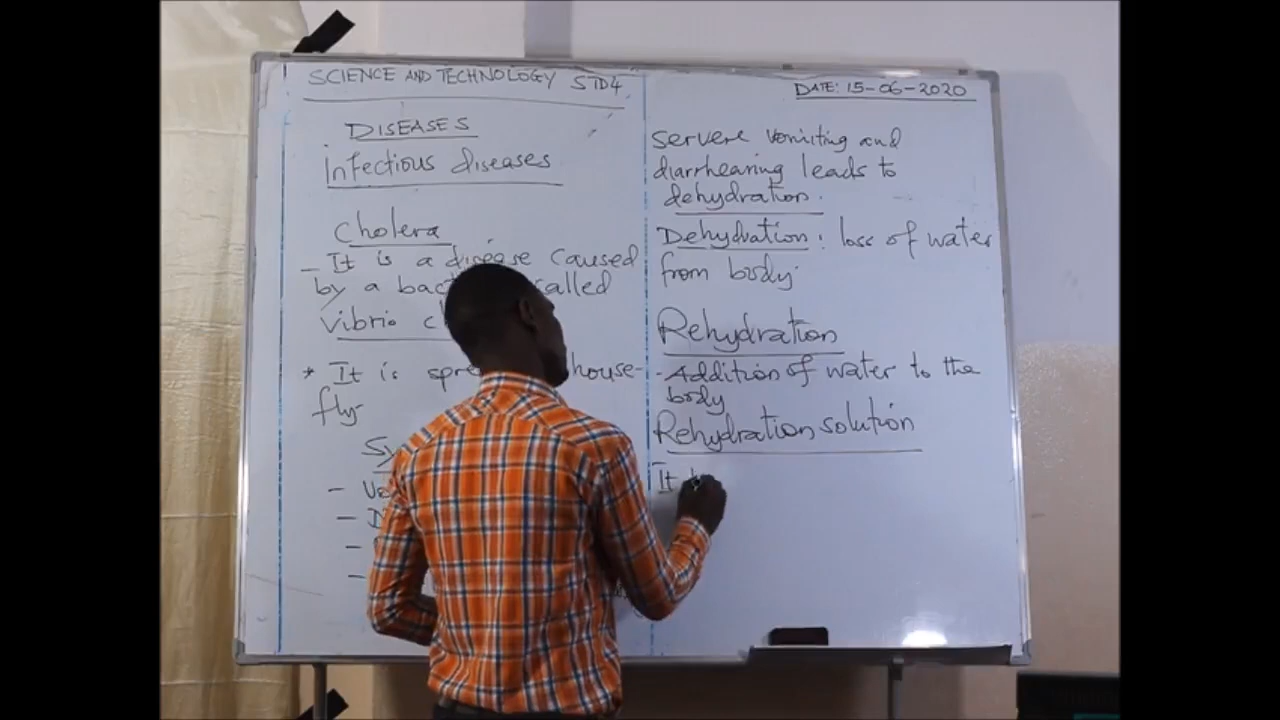 SCIENCE AND TECHNOLOGY STD4
DISEASES
infectious diseases
Cholera
- It is a disease caused
by a called
Vibrio
* It is house-
fly
DATE: 15-06-2020
Servere vomiting and
diarrhearing leads to
dehydration.
Dehydration: loss of water
from body.
Rehydration
- Addition of water to the
body
Rehydration solution
- It